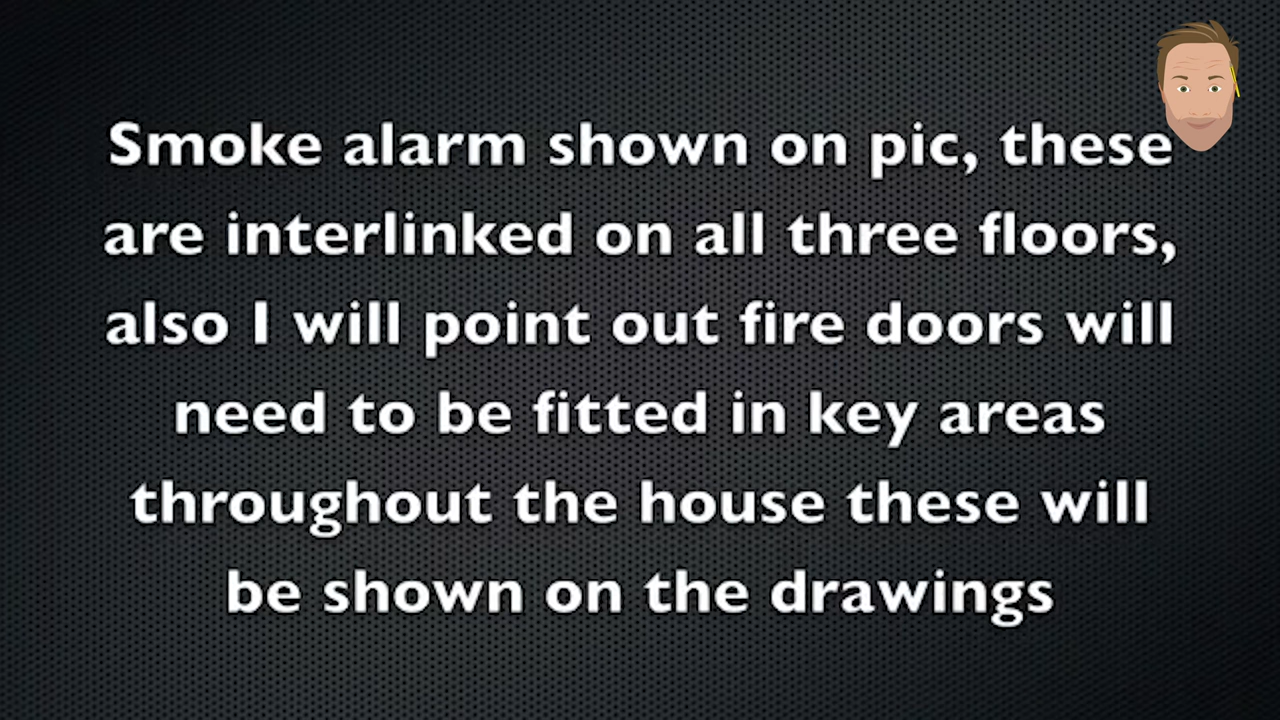 Smoke alarm shown on pic, these
are interlinked on all three floors,
also I will point out fire doors will
need to be fitted in key areas
throughout the house these will
be shown on the drawings